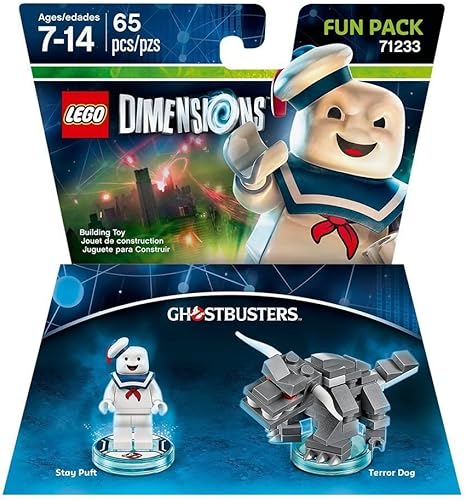 Ages/edades
7-14
65
pcs/pzs
FUN PACK
71233
LEGO DIMENSIONS
Building Toy
Jouet de construction
Juguete para Construir
GHOSTBUSTERS
Stay Puft
Terror Dog